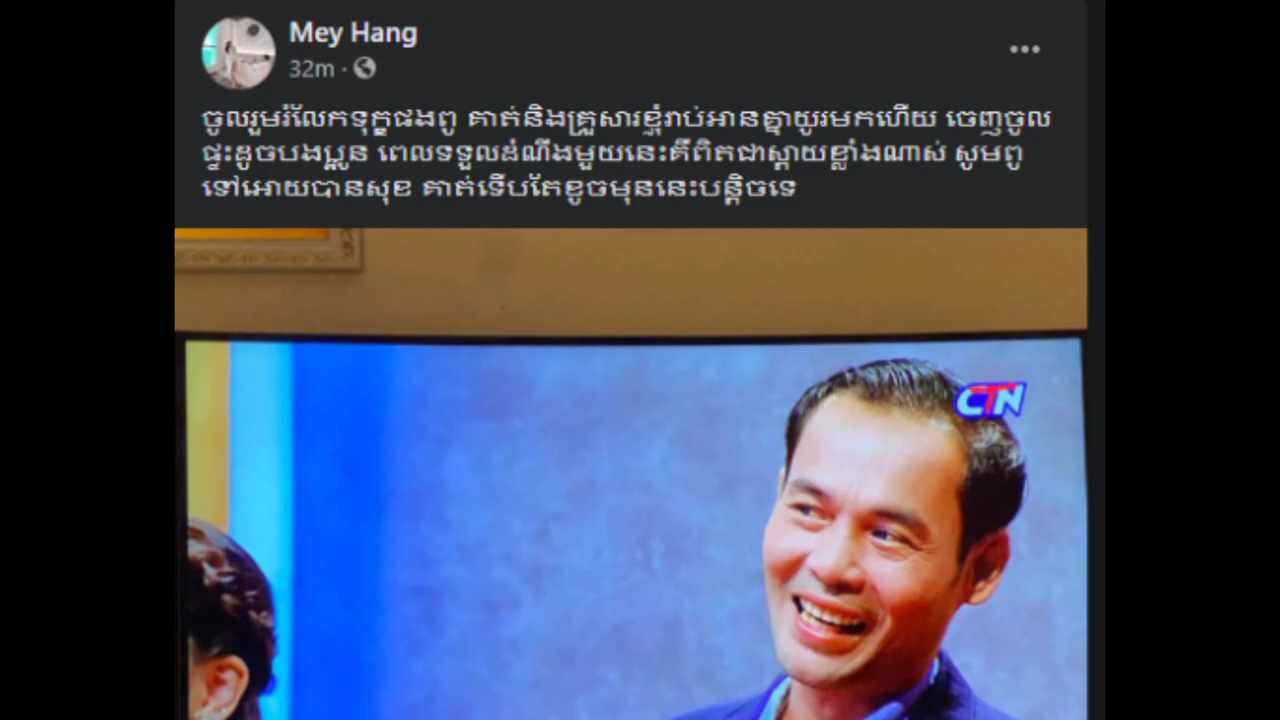 Mey Hang
32m ·
ចូលរួមរំលែកទុក្ខផងពូ គាត់និងគ្រួសារខ្ញុំរាប់អានគ្នាយូរមកហើយ ចេញចូល
ផ្ទះដូចបងប្អូន ពេលទទួលដំណឹងមួយនេះគឺពិតជាស្តាយខ្លាំងណាស់ សូមពូ
ទៅអោយបានសុខ គាត់ទើបតែខូចមុននេះបន្តិចទេ
CTN